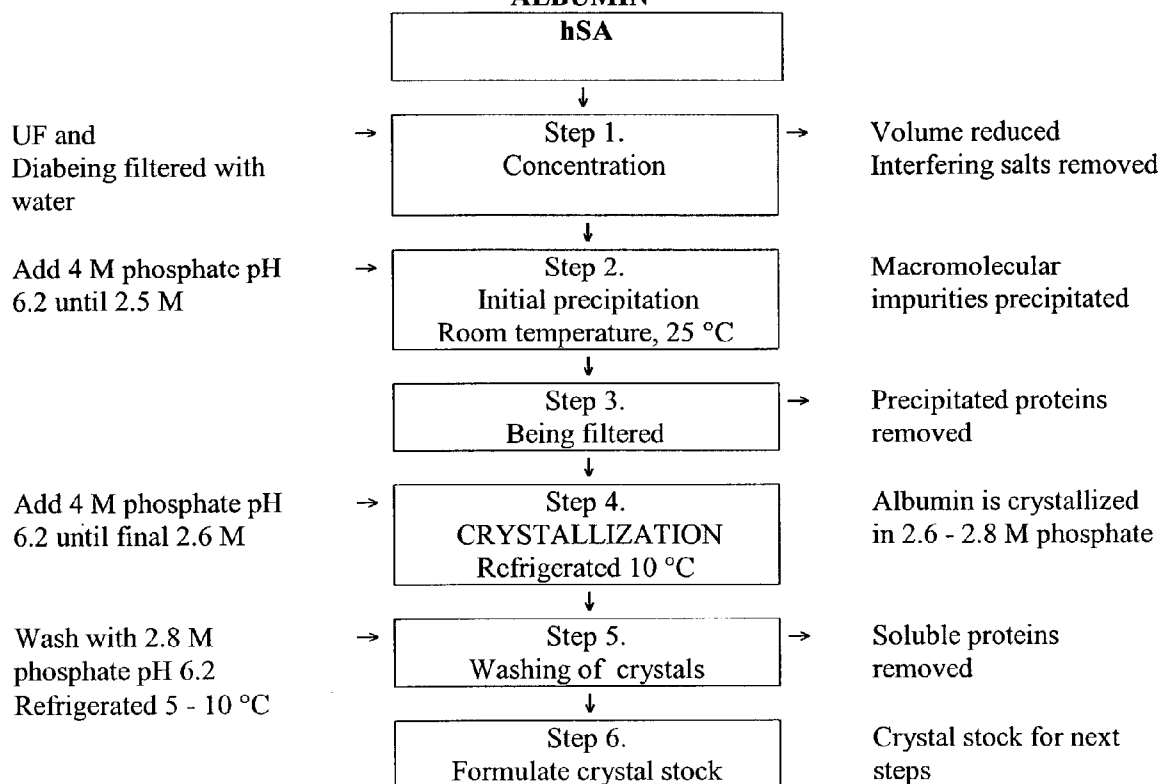 ALBUMIN
hSA
UF and
Diabeing filtered with
water
→
Step 1.
Concentration
→
Volume reduced
Interfering salts removed
Add 4 M phosphate pH
6.2 until 2.5 M
→
Step 2.
Initial precipitation
Room temperature, 25 °C
Macromolecular
impurities precipitated
Step 3.
Being filtered
→
Precipitated proteins
removed
Add 4 M phosphate pH
6.2 until final 2.6 M
→
Step 4.
CRYSTALLIZATION
Refrigerated 10 °C
Albumin is crystallized
in 2.6 - 2.8 M phosphate
Wash with 2.8 M
phosphate pH 6.2
Refrigerated 5 - 10 °C
→
Step 5.
Washing of crystals
→
Soluble proteins
removed
Step 6.
Formulate crystal stock
Crystal stock for next
steps